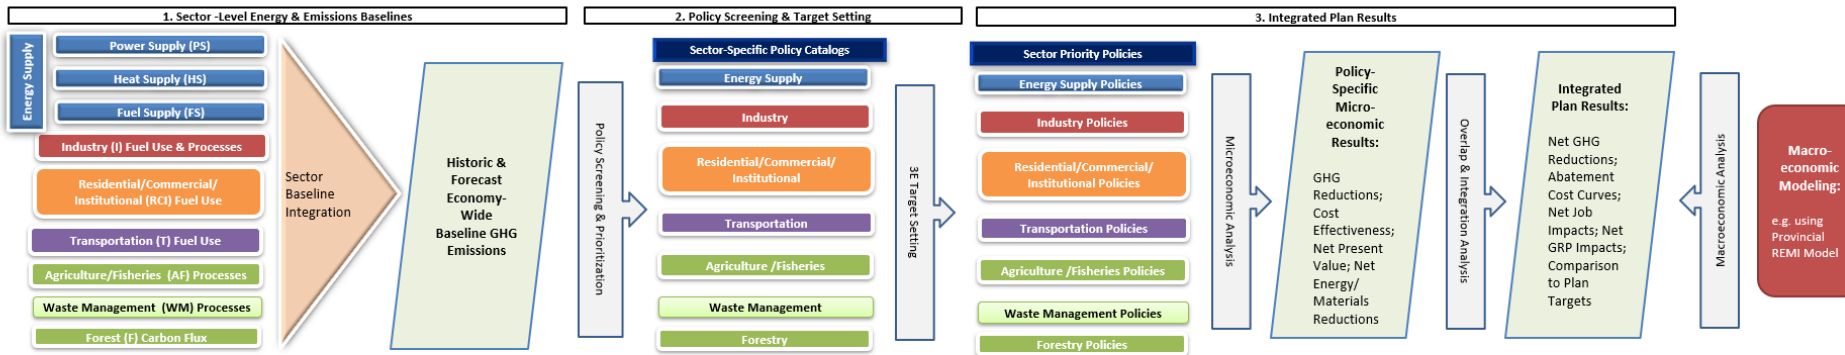 1. Sector -Level Energy & Emissions Baselines
Energy Supply
Power Supply (PS)
Heat Supply (HS)
Fuel Supply (FS)
Industry (I) Fuel Use & Processes
Residential/Commercial/
Institutional (RCI) Fuel Use
Transportation (T) Fuel Use
Agriculture/Fisheries (AF) Processes
Waste Management (WM) Processes
Forest (F) Carbon Flux
Sector
Baseline
Integration
Historic &
Forecast
Economy-
Wide
Baseline GHG
Emissions
Policy Screening & Prioritization
2. Policy Screening & Target Setting
Sector-Specific Policy Catalogs
Energy Supply
Industry
Residential/Commercial/
Institutional
Transportation
Agriculture /Fisheries
Waste Management
Forestry
3E Target Setting
3. Integrated Plan Results
Sector Priority Policies
Energy Supply Policies
Industry Policies
Residential/Commercial/
Institutional Policies
Transportation Policies
Agriculture /Fisheries Policies
Waste Management Policies
Forestry Policies
Microeconomic Analysis
Policy-
Specific
Micro-
economic
Results:
GHG
Reductions;
Cost
Effectiveness;
Net Present
Value; Net
Energy/
Materials
Reductions
Overlap & Integration Analysis
Integrated
Plan Results:
Net GHG
Reductions;
Abatement
Cost Curves;
Net Job
Impacts; Net
GRP Impacts;
Comparison
to Plan
Targets
Macroeconomic Analysis
Macro-
economic
Modeling:
e.g. using
Provincial
REMI Model